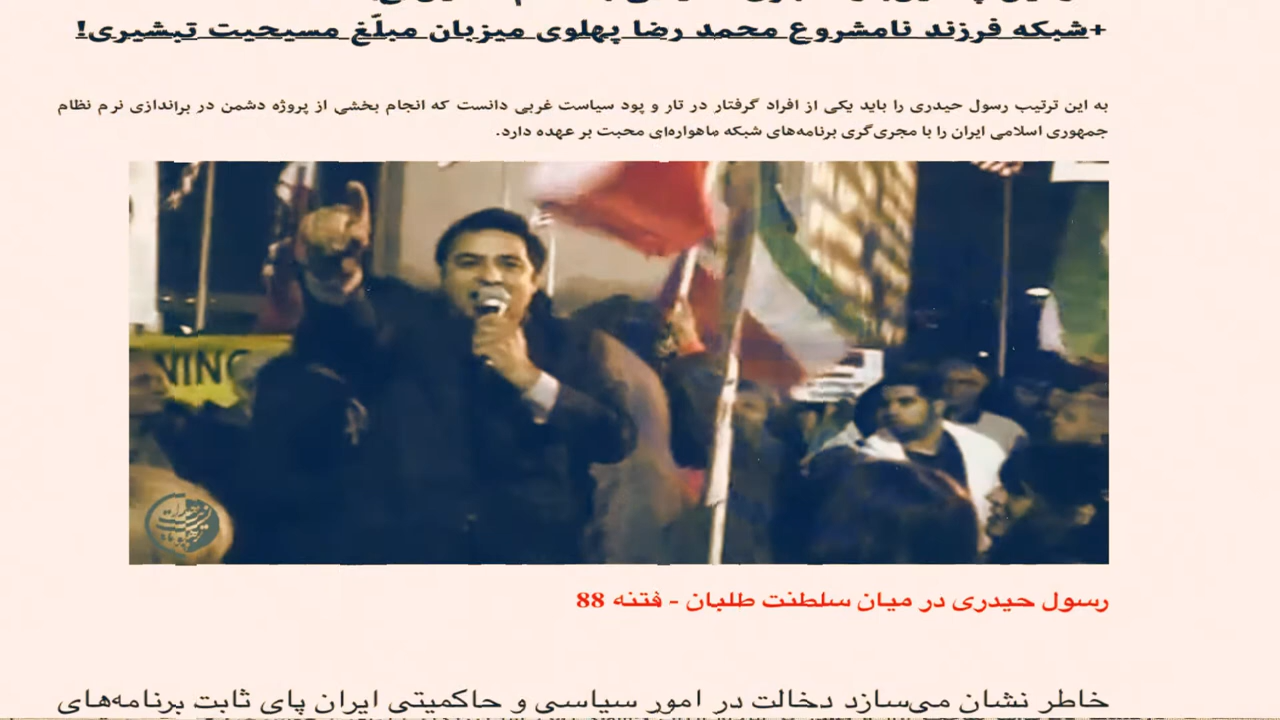 +شبکه فرزند نامشروع محمد رضا پهلوی میزبان مبلّغ مسیحیت تبشیری!
به این ترتیب رسول حیدری را باید یکی از افراد گرفتار در تار و پود سیاست غربی دانست که انجام بخشی از پروژه دشمن در براندازی نرم نظام
جمهوری اسلامی ایران را با مجری‌گری برنامه‌های شبکه ماهواره‌ای محبت بر عهده دارد.
رسول حیدری در میان سلطنت طلبان - فتنه 88
خاطر نشان می‌سازد دخالت در امور سیاسی و حاکمیتی ایران پای ثابت برنامه‌های